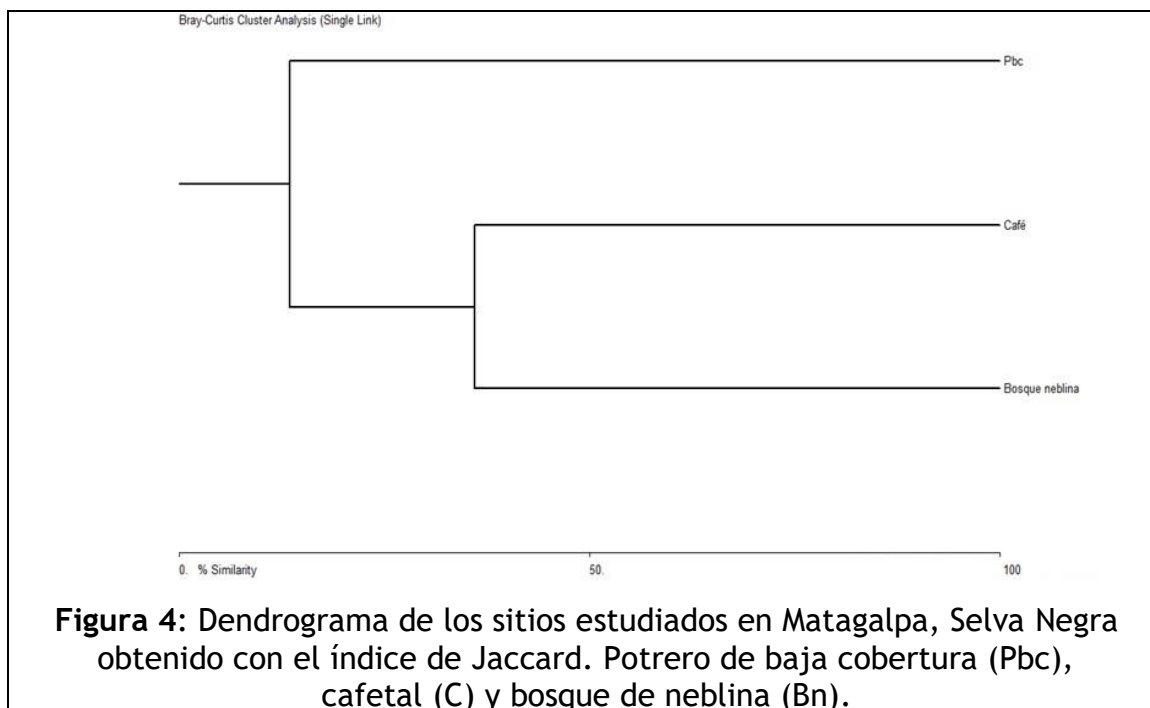 Bray-Curtis Cluster Analysis (Single Link)
Pbc
Café
Bosque neblina
0. % Similarity 50. 100
Figura 4: Dendrograma de los sitios estudiados en Matagalpa, Selva Negra
obtenido con el índice de Jaccard. Potrero de baja cobertura (Pbc),
cafetal (C) y bosque de neblina (Bn).